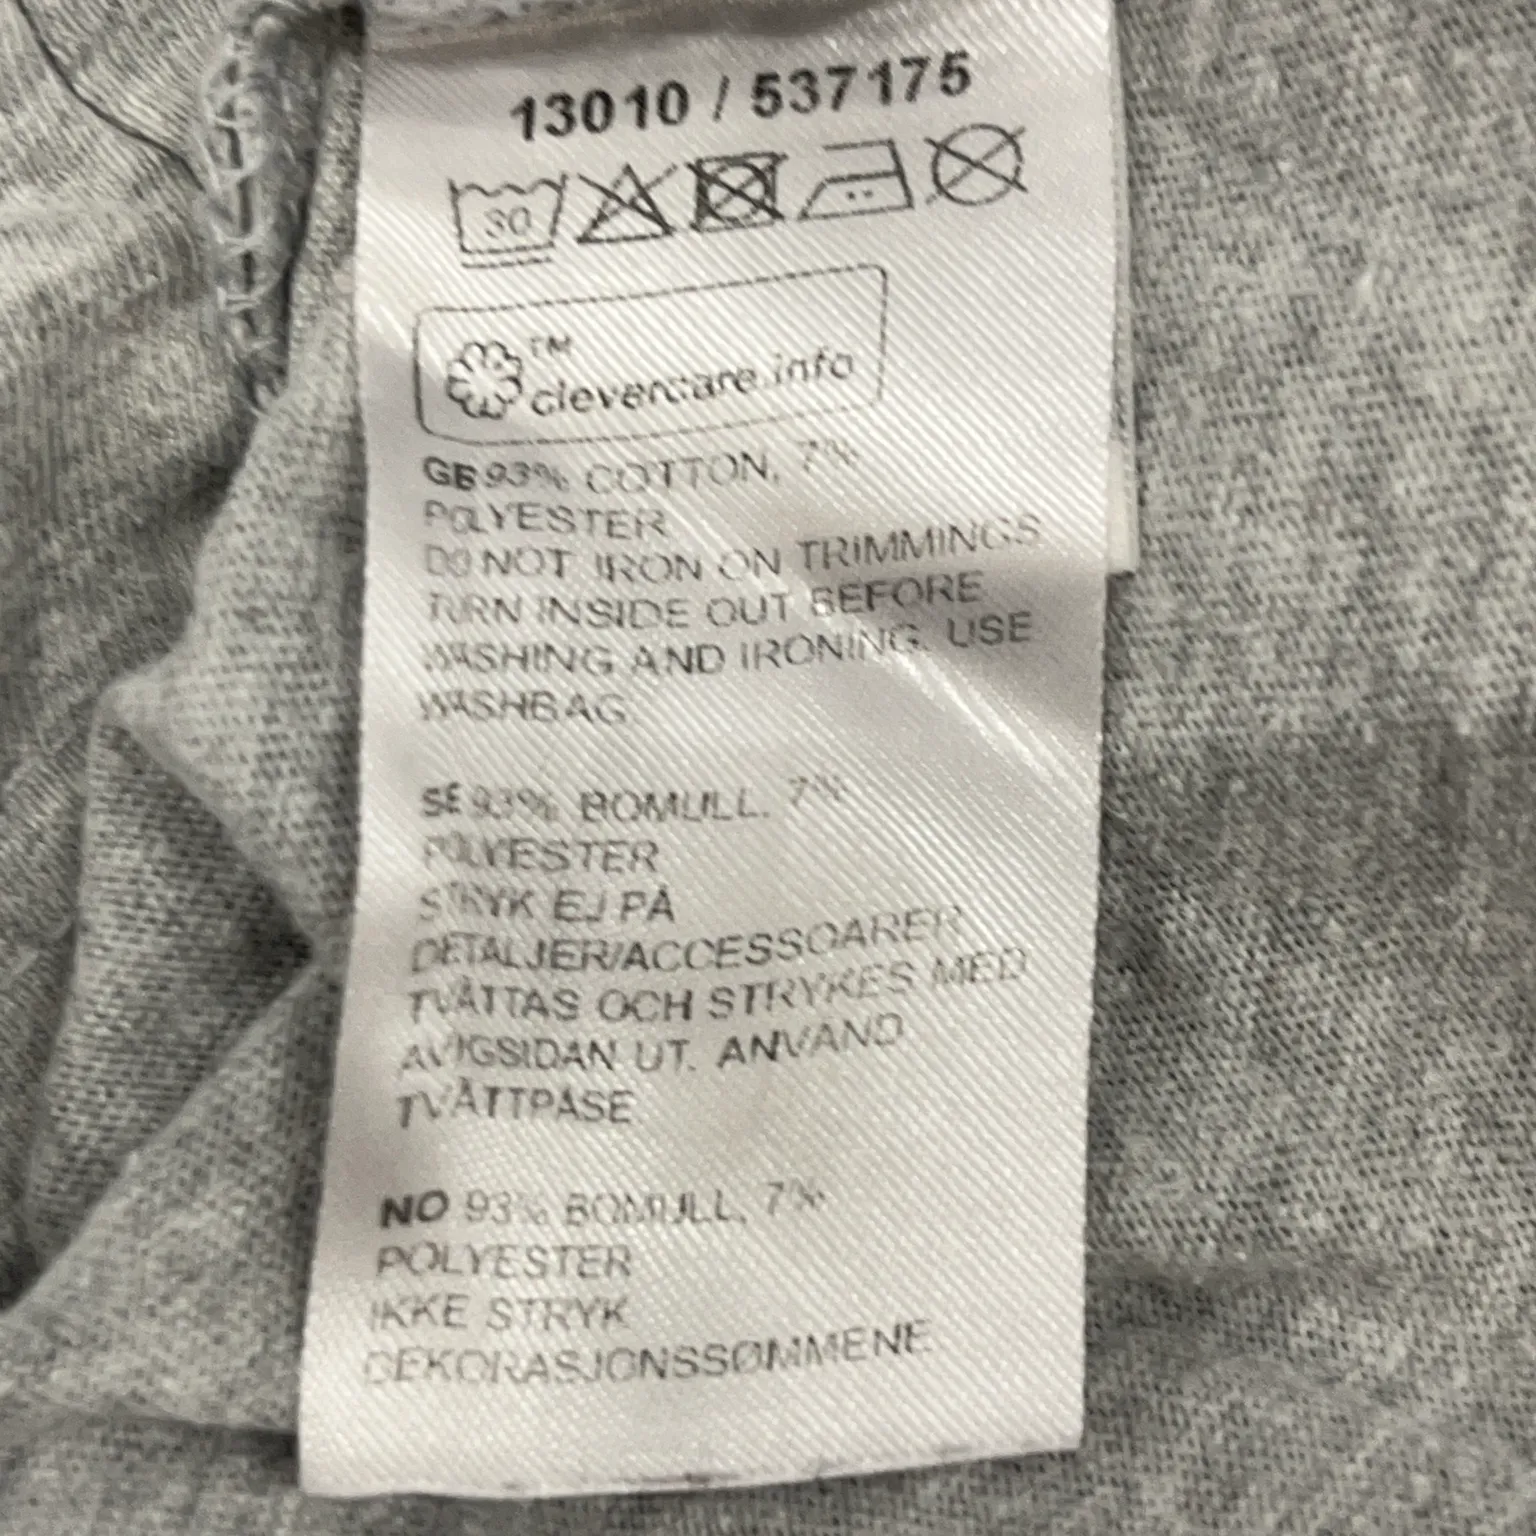 13010 / 537175
30
TM
clevercare.info
GB 93% COTTON, 7%
POLYESTER
DO NOT IRON ON TRIMMINGS
TURN INSIDE OUT BEFORE
WASHING AND IRONING. USE
WASHBAG.
SE 93% BOMULL, 7%
POLYESTER
STRYK EJ PÅ
DETALJER/ACCESSOARER
TVÄTTAS OCH STRYKES MED
AVIGSIDAN UT. ANVÄND
TVÄTTPÅSE
NO 93% BOMULL, 7%
POLYESTER
IKKE STRYK
DEKORASJONSSØMMENE